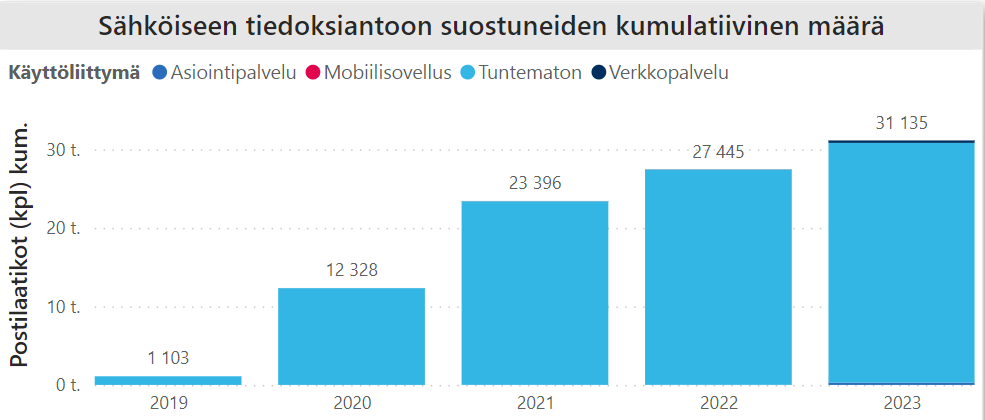 Sähköiseen tiedoksiantoon suostuneiden kumulatiivinen määrä
Käyttöliittymä Asiointipalvelu Mobiilisovellus Tuntematon Verkkopalvelu
Postilaatikot (kpl) kum.
31 135
30 t.
27 445
23 396
20 t.
12 328
10 t.
1 103
0 t.
2019 2020 2021 2022 2023